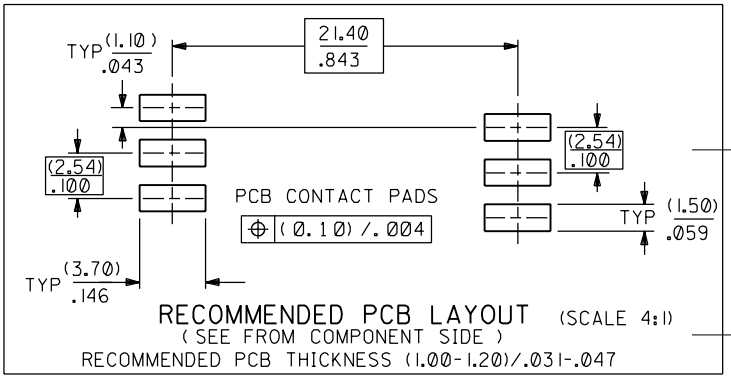 TYP (1.10)
.043
21.40
.843
(2.54)
.100
(2.54)
.100
PCB CONTACT PADS
⌖ (0.10)/.004
TYP (1.50)
.059
TYP (3.70)
.146
RECOMMENDED PCB LAYOUT (SCALE 4:1)
(SEE FROM COMPONENT SIDE )
RECOMMENDED PCB THICKNESS (1.00-1.20)/.031-.047